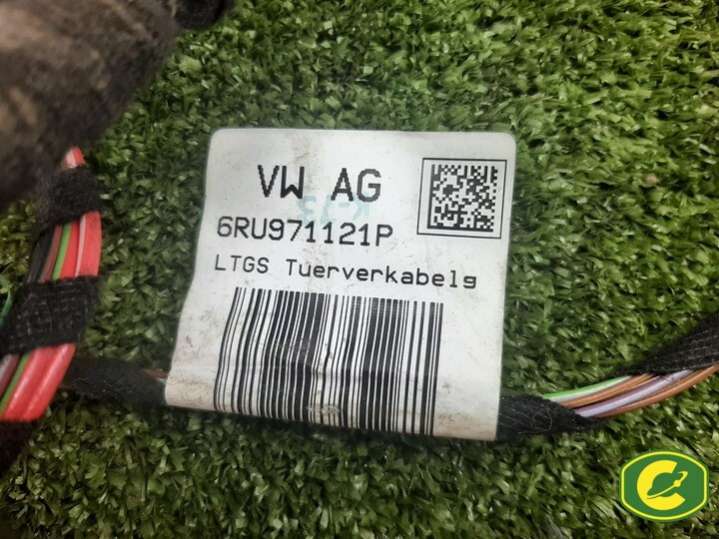 VW AG
6RU971121P
LTGS Tuerverkabelg